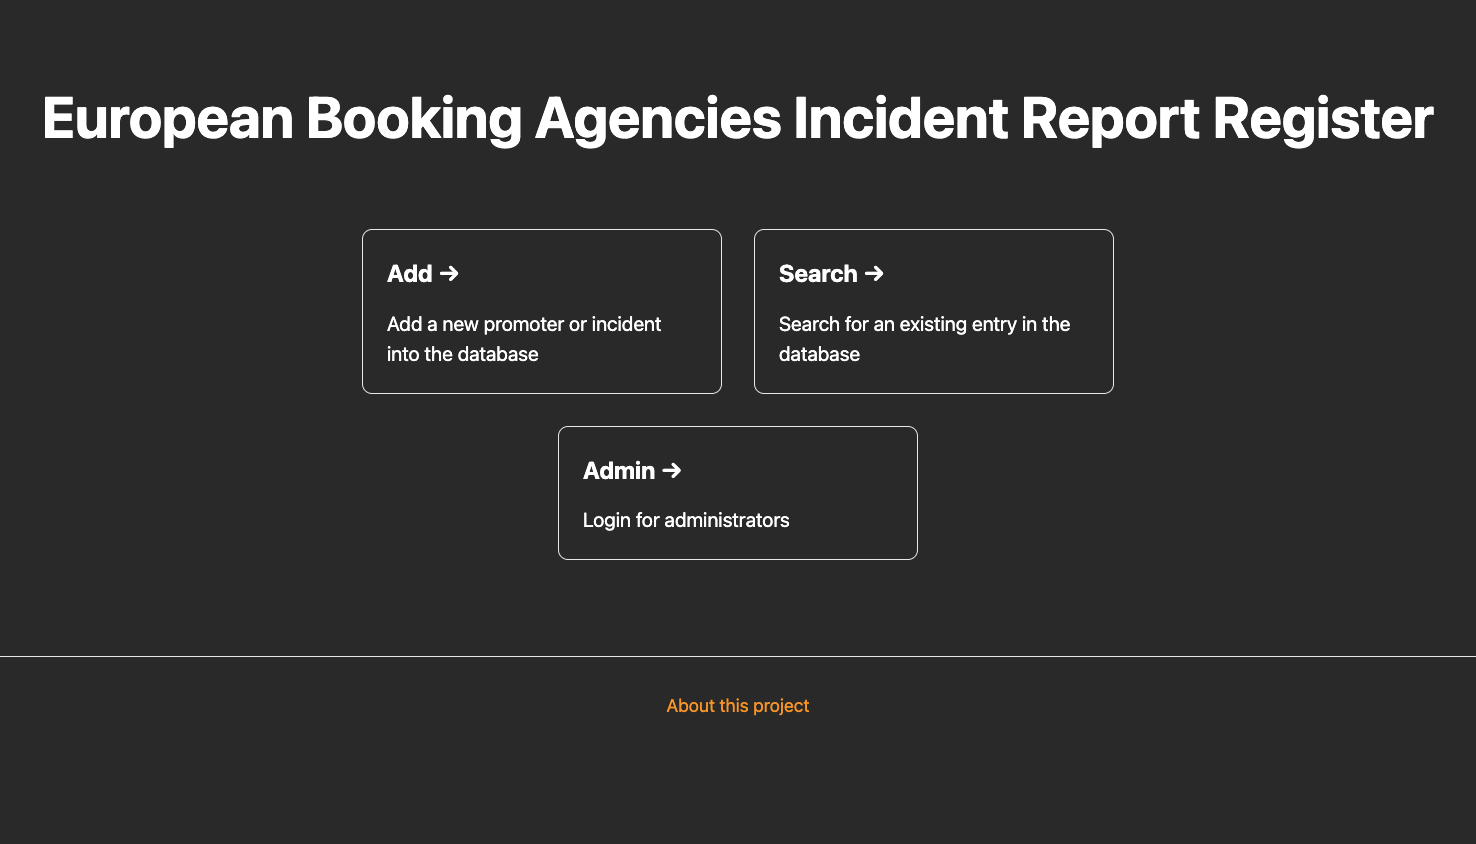 European Booking Agencies Incident Report Register
Add →
Add a new promoter or incident
into the database
Search →
Search for an existing entry in the
database
Admin →
Login for administrators
About this project